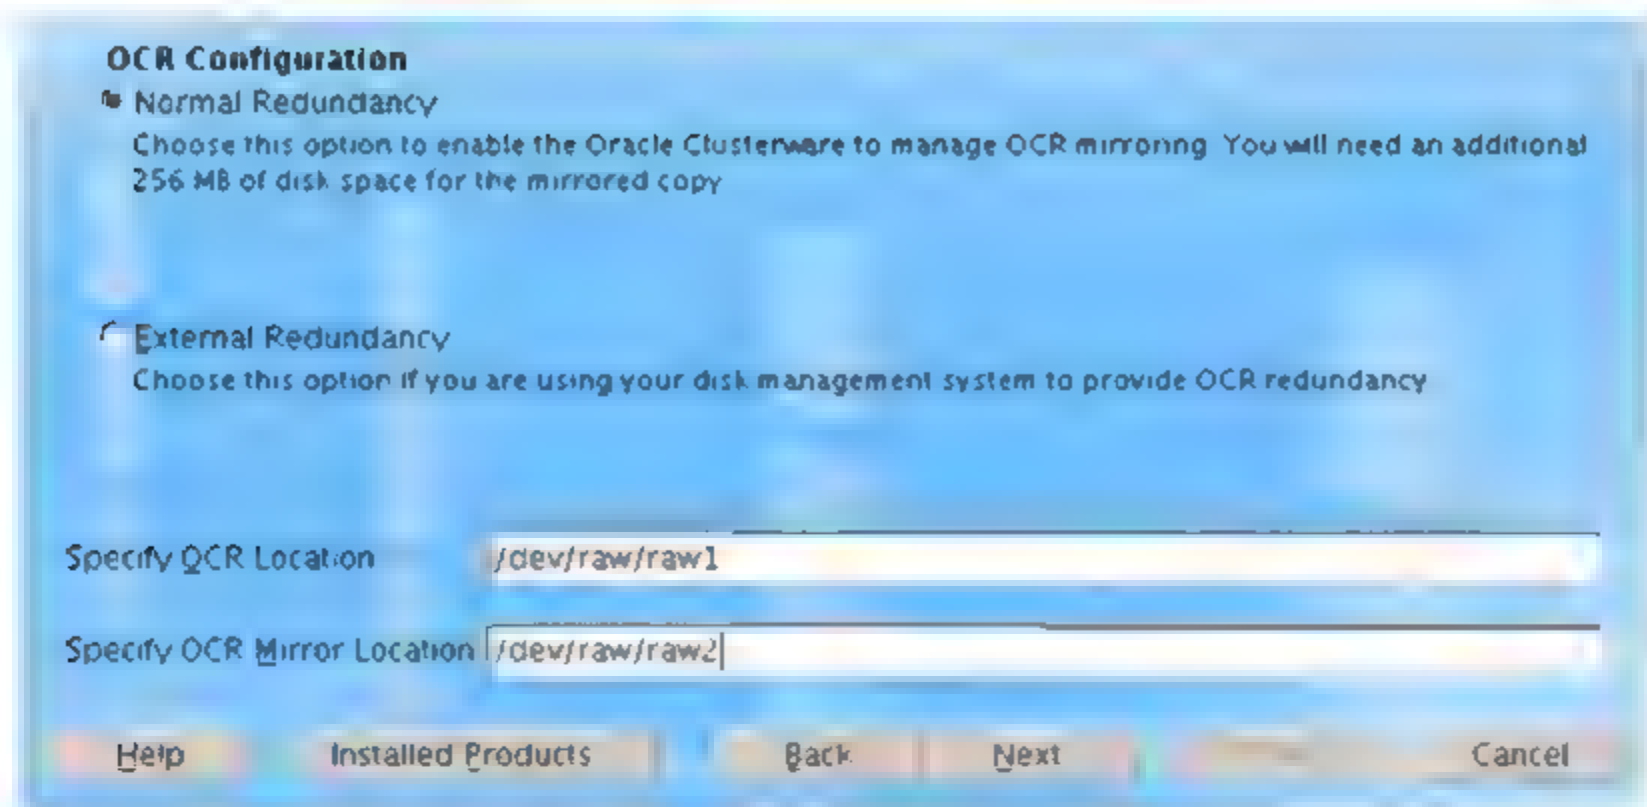 OCR Configuration
Normal Redundancy
Choose this option to enable the Oracle Clusterware to manage OCR mirroring You will need an additional
256 MB of disk space for the mirrored copy
External Redundancy
Choose this option if you are using your disk management system to provide OCR redundancy
Specify OCR Location /dev/raw/raw1
Specify OCR Mirror Location /dev/raw/raw2
Help Installed Products Back Next Cancel